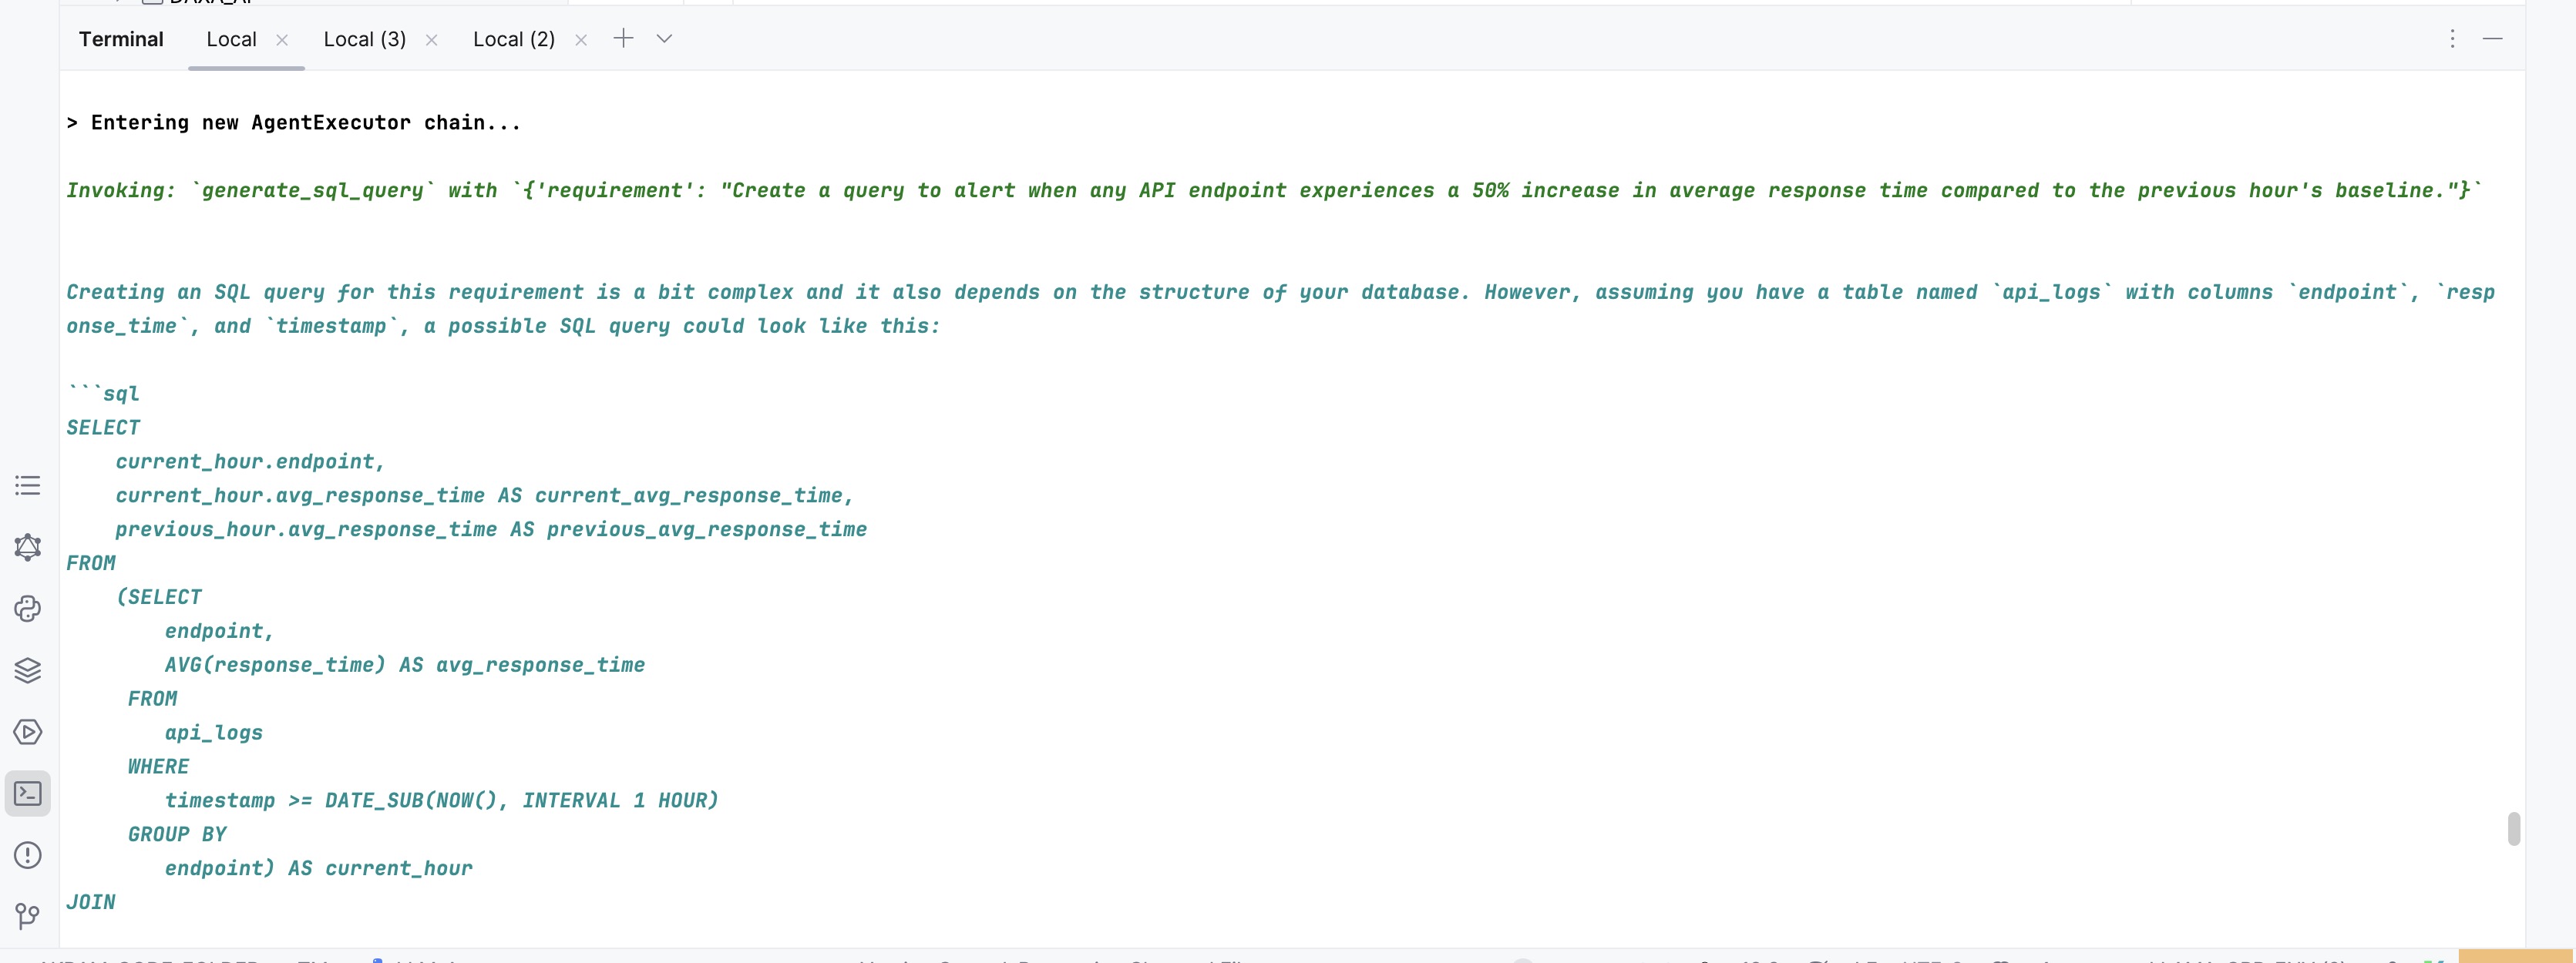 Terminal Local Local (3) Local (2)
> Entering new AgentExecutor chain...
Invoking: `generate_sql_query` with `{'requirement': "Create a query to alert when any API endpoint experiences a 50% increase in average response time compared to the previous hour's baseline."}`
Creating an SQL query for this requirement is a bit complex and it also depends on the structure of your database. However, assuming you have a table named `api_logs` with columns `endpoint`, `resp
onse_time`, and `timestamp`, a possible SQL query could look like this:
```sql
SELECT
current_hour.endpoint,
current_hour.avg_response_time AS current_avg_response_time,
previous_hour.avg_response_time AS previous_avg_response_time
FROM
(SELECT
endpoint,
AVG(response_time) AS avg_response_time
FROM
api_logs
WHERE
timestamp >= DATE_SUB(NOW(), INTERVAL 1 HOUR)
GROUP BY
endpoint) AS current_hour
JOIN